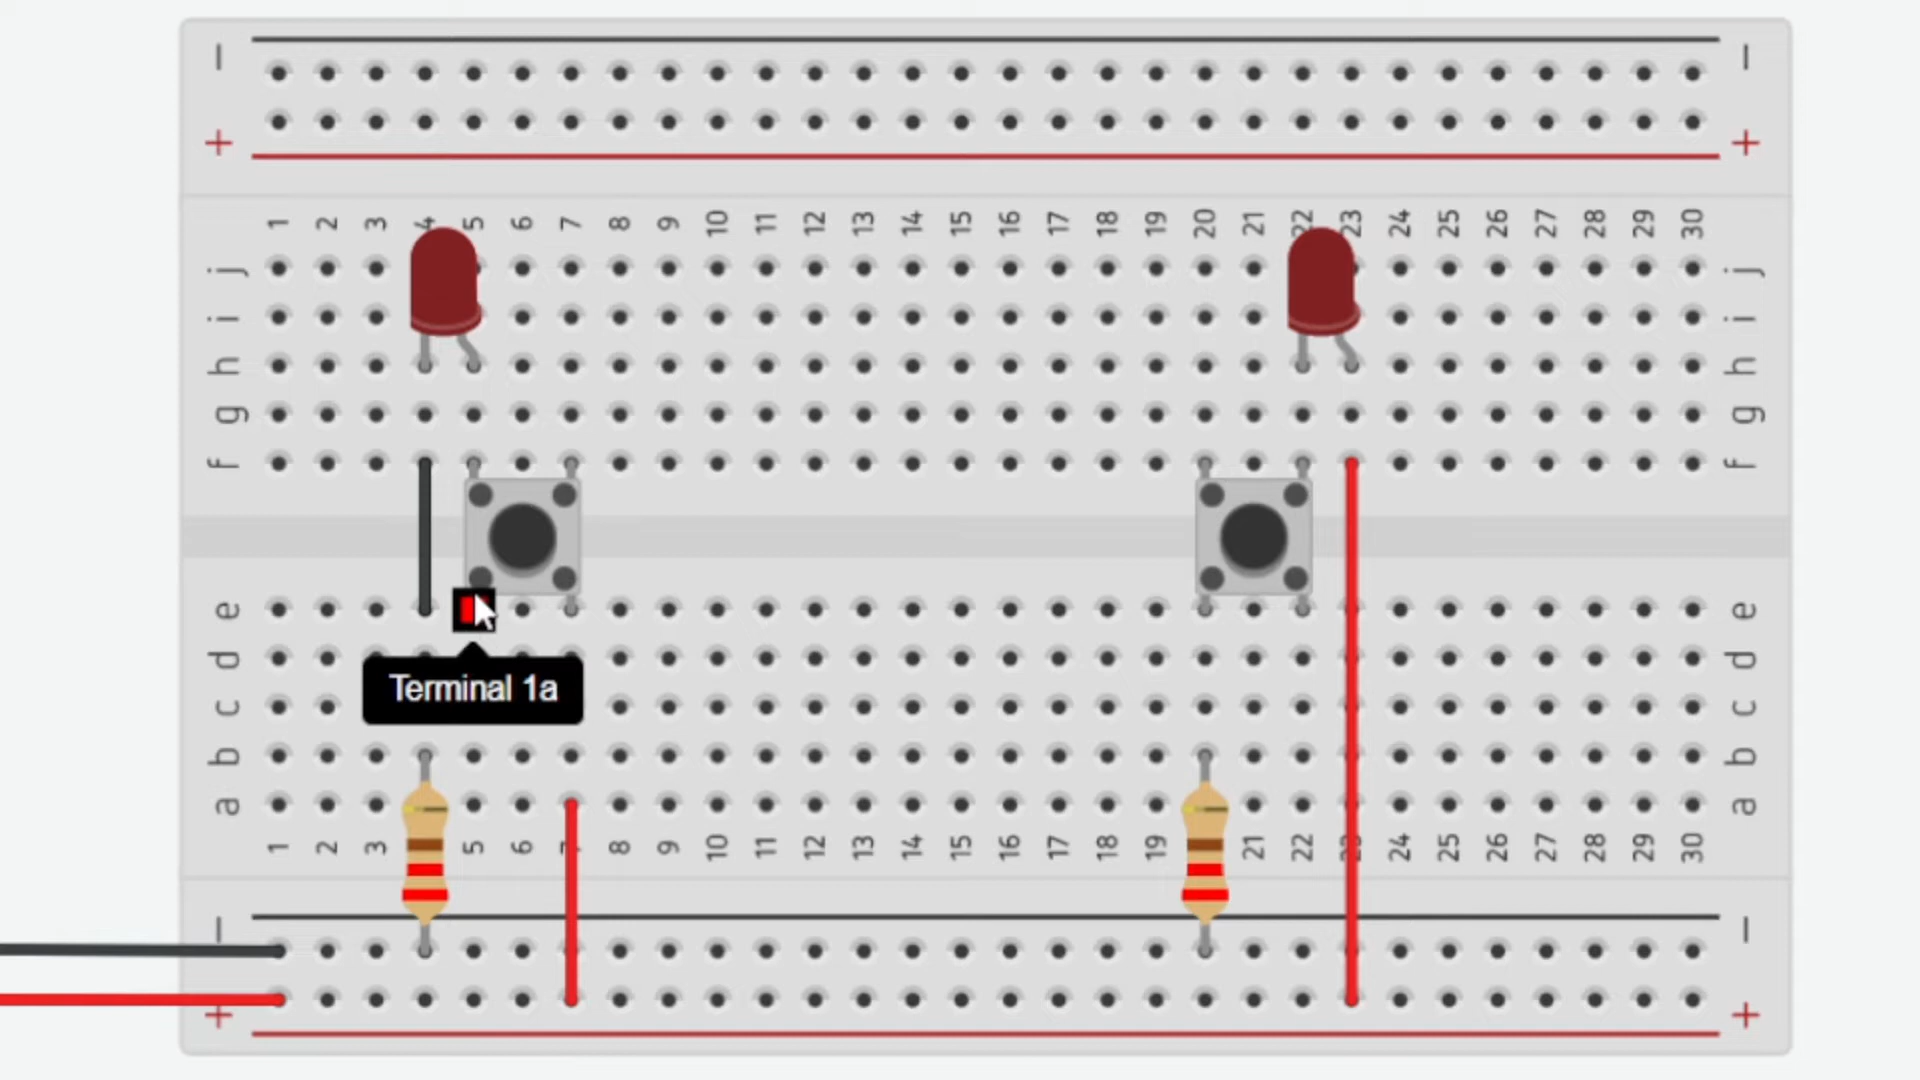 − −
+ +
1 2 3 4 5 6 7 8 9 10 11 12 13 14 15 16 17 18 19 20 21 22 23 24 25 26 27 28 29 30
j j
i i
h h
g g
f f
e e
d d
Terminal 1a
c c
b b
a a
1 2 3 5 6 7 8 9 10 11 12 13 14 15 16 17 18 19 21 22 23 24 25 26 27 28 29 30
− −
+ +